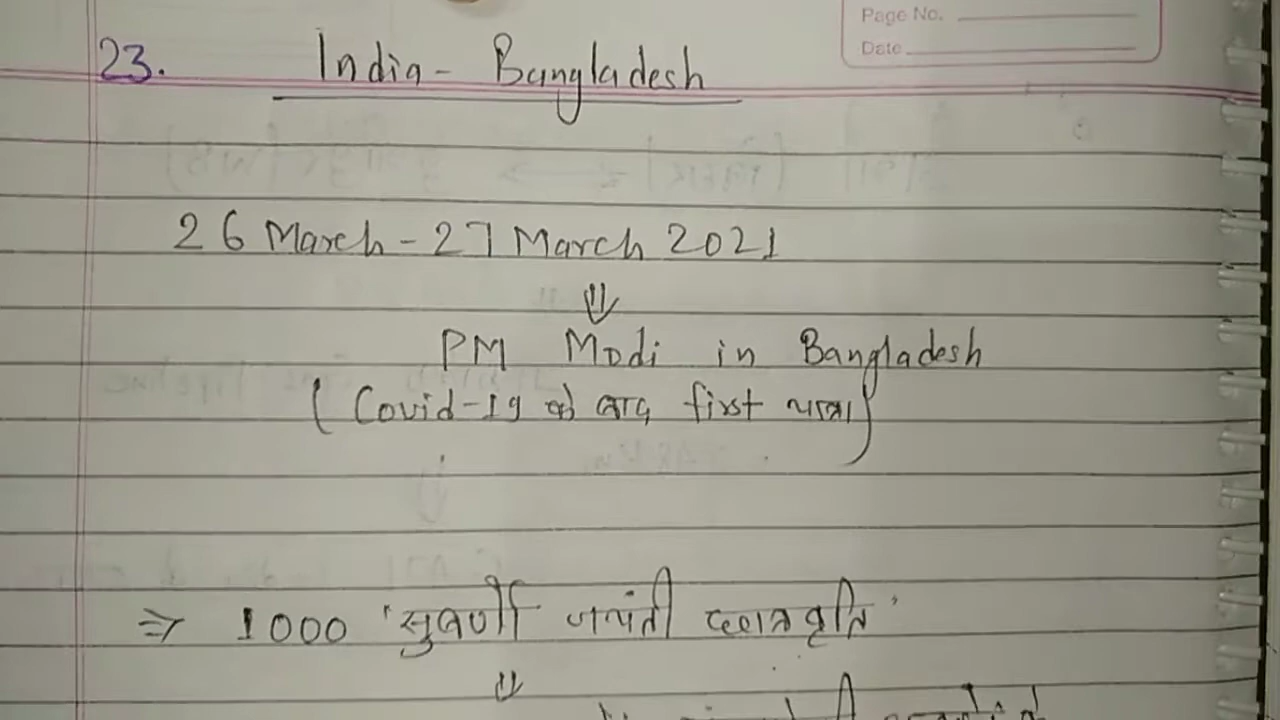 Page No.
Date
23. India - Bangladesh
26 March - 27 March 2021
⇓
PM Modi in Bangladesh
(Covid-19 के बाद first यात्रा)
⇒ 1000 'सुवर्णो जयंती छात्रवृति'
⇓